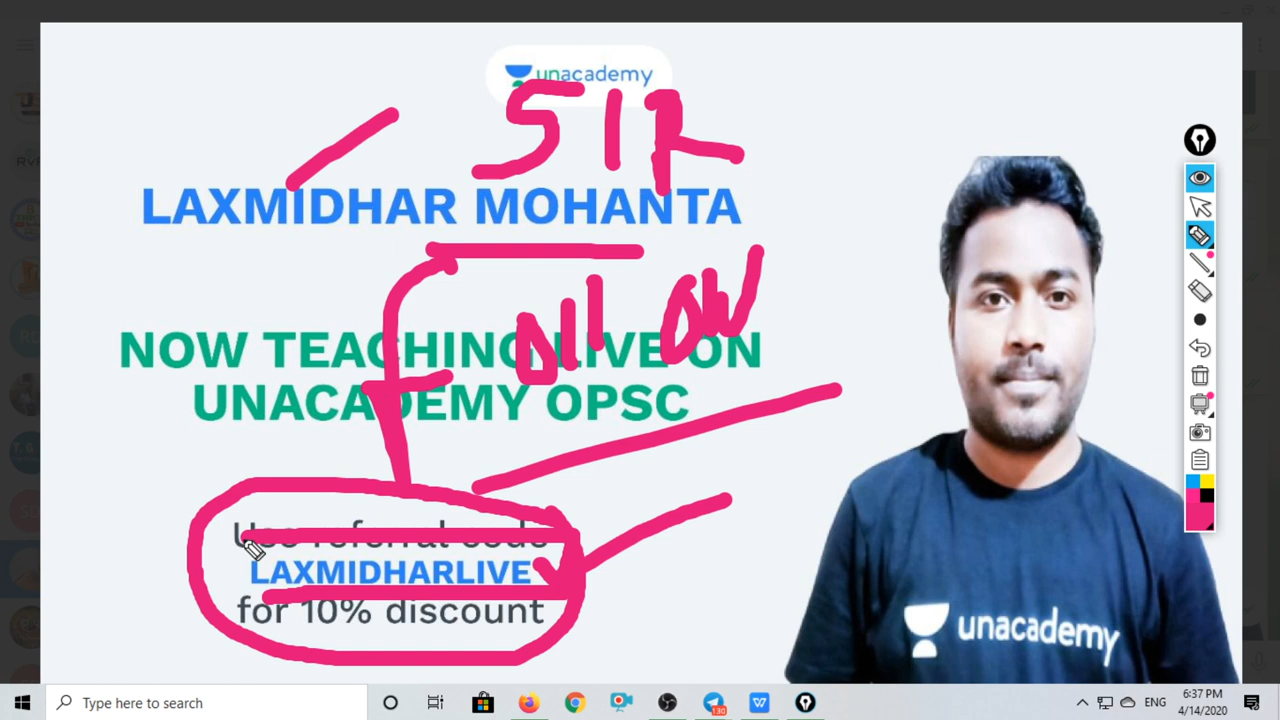 unacademy
SIR
LAXMIDHAR MOHANTA
NOW TEACHING LIVE ON
UNACADEMY OPSC
Use referral code
LAXMIDHARLIVE
for 10% discount
unacademy
Type here to search
130
ENG
6:37 PM
4/14/2020